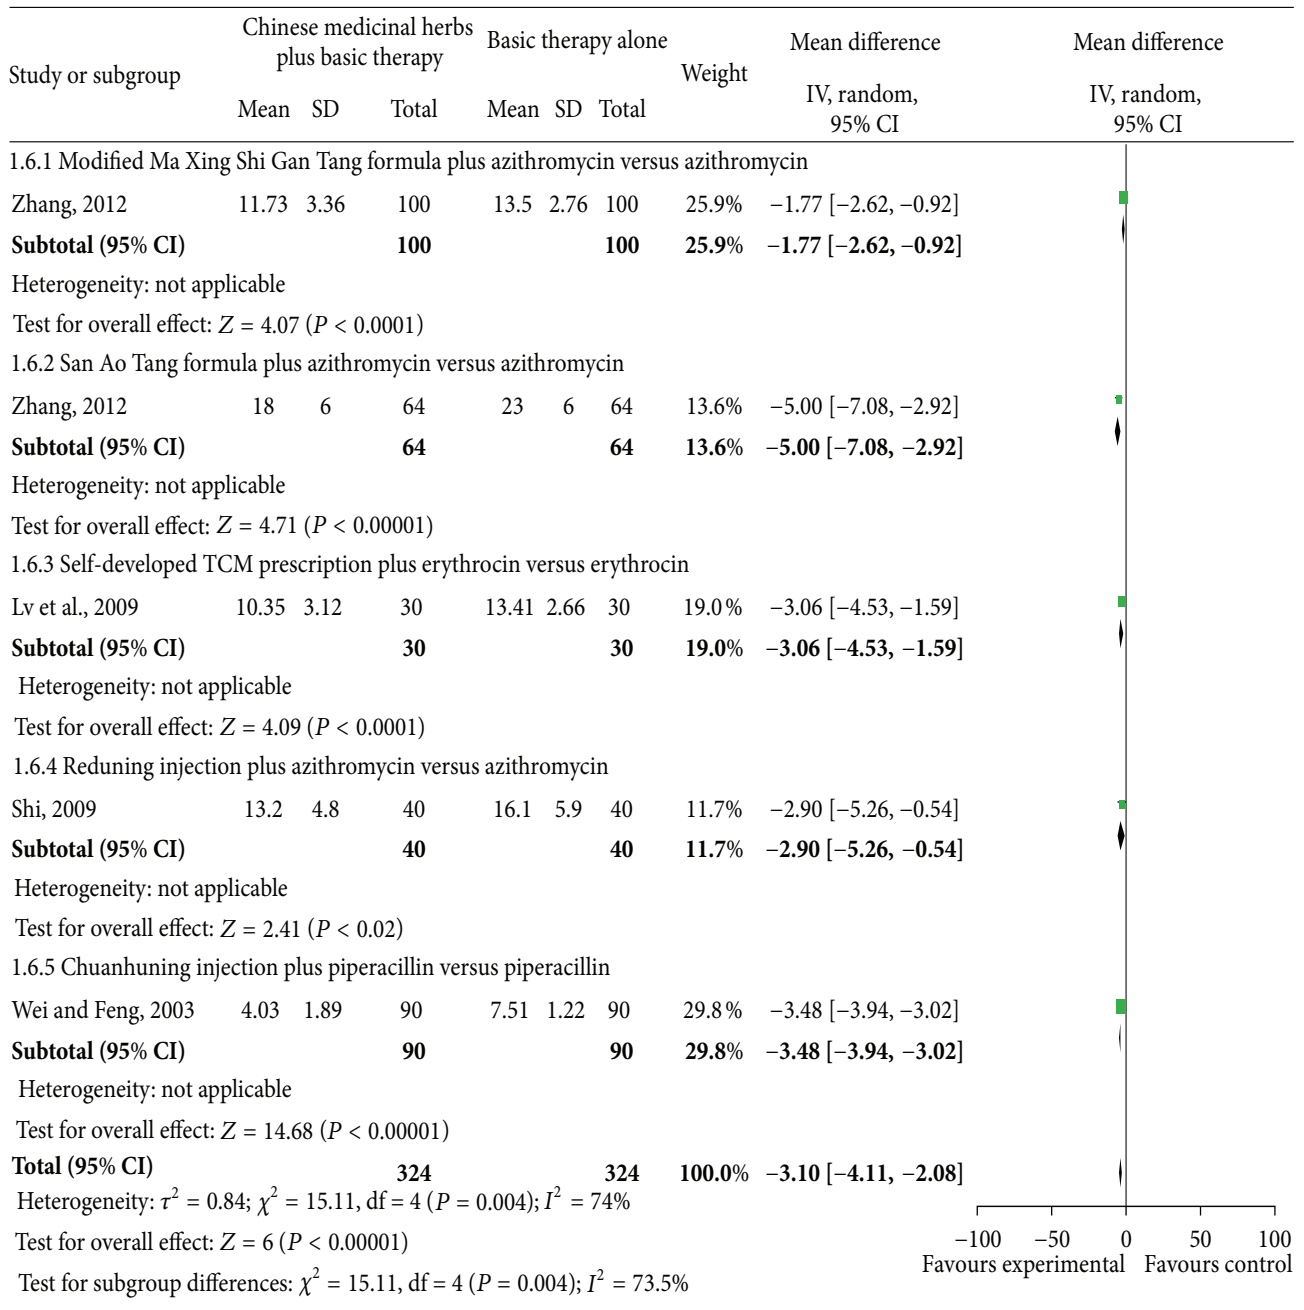 Study or subgroup Chinese medicinal herbs plus basic therapy Basic therapy alone Weight Mean difference Mean difference
Mean SD Total Mean SD Total IV, random, 95% CI IV, random, 95% CI
1.6.1 Modified Ma Xing Shi Gan Tang formula plus azithromycin versus azithromycin
Zhang, 2012 11.73 3.36 100 13.5 2.76 100 25.9% −1.77 [−2.62, −0.92]
Subtotal (95% CI) 100 100 25.9% −1.77 [−2.62, −0.92]
Heterogeneity: not applicable
Test for overall effect: Z = 4.07 (P < 0.0001)
1.6.2 San Ao Tang formula plus azithromycin versus azithromycin
Zhang, 2012 18 6 64 23 6 64 13.6% −5.00 [−7.08, −2.92]
Subtotal (95% CI) 64 64 13.6% −5.00 [−7.08, −2.92]
Heterogeneity: not applicable
Test for overall effect: Z = 4.71 (P < 0.00001)
1.6.3 Self-developed TCM prescription plus erythrocin versus erythrocin
Lv et al., 2009 10.35 3.12 30 13.41 2.66 30 19.0% −3.06 [−4.53, −1.59]
Subtotal (95% CI) 30 30 19.0% −3.06 [−4.53, −1.59]
Heterogeneity: not applicable
Test for overall effect: Z = 4.09 (P < 0.0001)
1.6.4 Reduning injection plus azithromycin versus azithromycin
Shi, 2009 13.2 4.8 40 16.1 5.9 40 11.7% −2.90 [−5.26, −0.54]
Subtotal (95% CI) 40 40 11.7% −2.90 [−5.26, −0.54]
Heterogeneity: not applicable
Test for overall effect: Z = 2.41 (P < 0.02)
1.6.5 Chuanhuning injection plus piperacillin versus piperacillin
Wei and Feng, 2003 4.03 1.89 90 7.51 1.22 90 29.8% −3.48 [−3.94, −3.02]
Subtotal (95% CI) 90 90 29.8% −3.48 [−3.94, −3.02]
Heterogeneity: not applicable
Test for overall effect: Z = 14.68 (P < 0.00001)
Total (95% CI) 324 324 100.0% −3.10 [−4.11, −2.08]
Heterogeneity: τ² = 0.84; χ² = 15.11, df = 4 (P = 0.004); I² = 74%
Test for overall effect: Z = 6 (P < 0.00001)
Test for subgroup differences: χ² = 15.11, df = 4 (P = 0.004); I² = 73.5%
−100 −50 0 50 100
Favours experimental Favours control